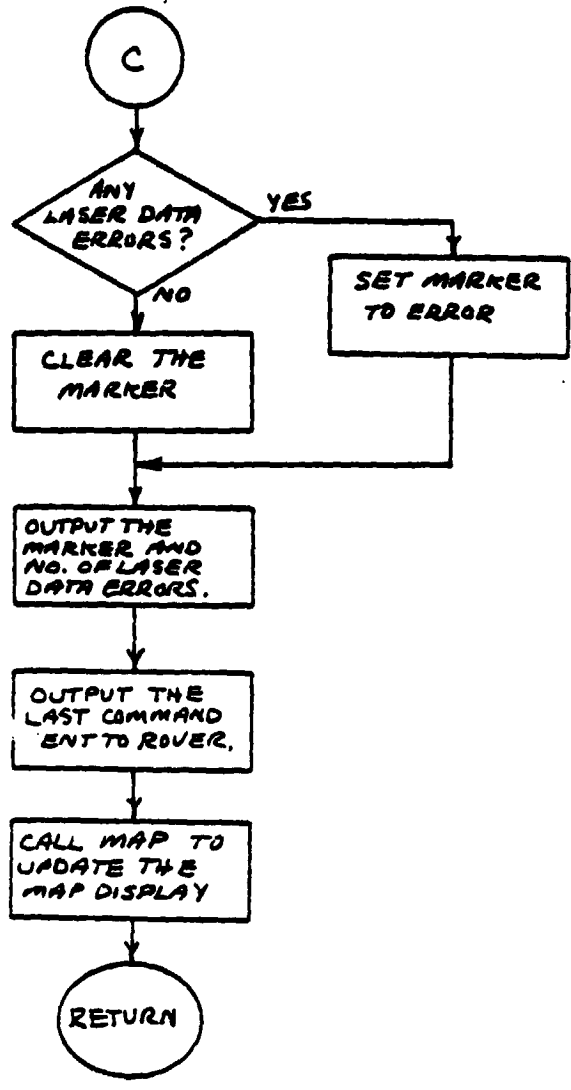 C
ANY
LASER DATA
ERRORS?
YES
NO
SET MARKER
TO ERROR
CLEAR THE
MARKER
OUTPUT THE
MARKER AND
NO. OF LASER
DATA ERRORS.
OUTPUT THE
LAST COMMAND
ENT TO ROVER.
CALL MAP TO
UPDATE THE
MAP DISPLAY
RETURN